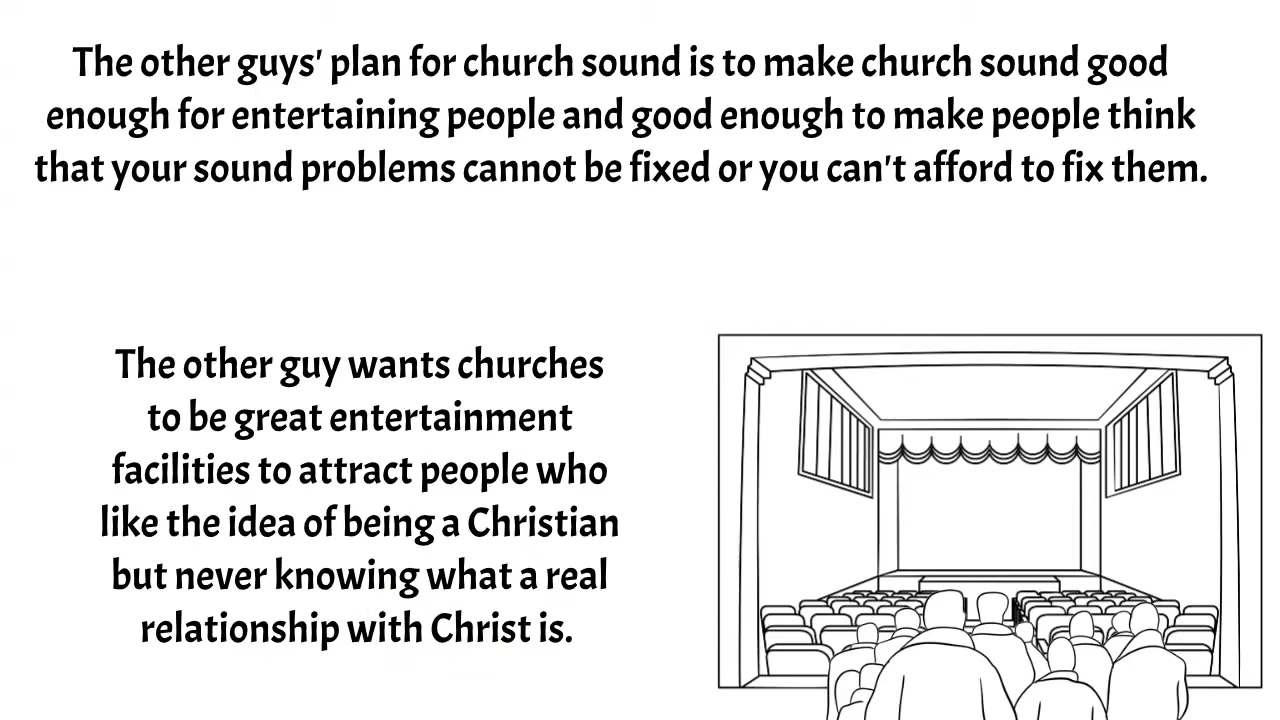 The other guys' plan for church sound is to make church sound good
enough for entertaining people and good enough to make people think
that your sound problems cannot be fixed or you can't afford to fix them.
The other guy wants churches
to be great entertainment
facilities to attract people who
like the idea of being a Christian
but never knowing what a real
relationship with Christ is.